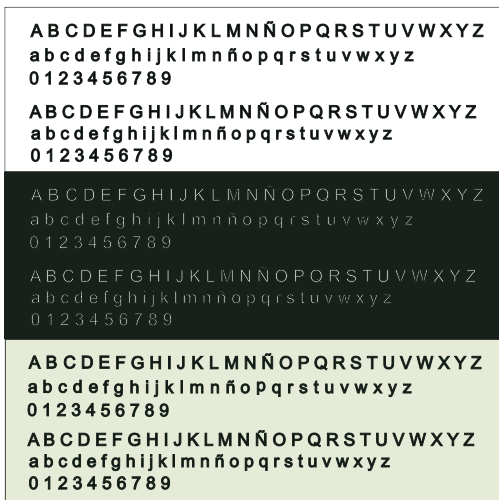 A B C D E F G H I J K L M N Ñ O P Q R S T U V W X Y Z
a b c d e f g h i j k l m n ñ o p q r s t u v w x y z
0 1 2 3 4 5 6 7 8 9
A B C D E F G H I J K L M N Ñ O P Q R S T U V W X Y Z
a b c d e f g h i j k l m n ñ o p q r s t u v w x y z
0 1 2 3 4 5 6 7 8 9
A B C D E F G H I J K L M N Ñ O P Q R S T U V W X Y Z
a b c d e f g h i j k l m n ñ o p q r s t u v w x y z
0 1 2 3 4 5 6 7 8 9
A B C D E F G H I J K L M N Ñ O P Q R S T U V W X Y Z
a b c d e f g h i j k l m n ñ o p q r s t u v w x y z
0 1 2 3 4 5 6 7 8 9
A B C D E F G H I J K L M N Ñ O P Q R S T U V W X Y Z
a b c d e f g h i j k l m n ñ o p q r s t u v w x y z
0 1 2 3 4 5 6 7 8 9
A B C D E F G H I J K L M N Ñ O P Q R S T U V W X Y Z
a b c d e f g h i j k l m n ñ o p q r s t u v w x y z
0 1 2 3 4 5 6 7 8 9